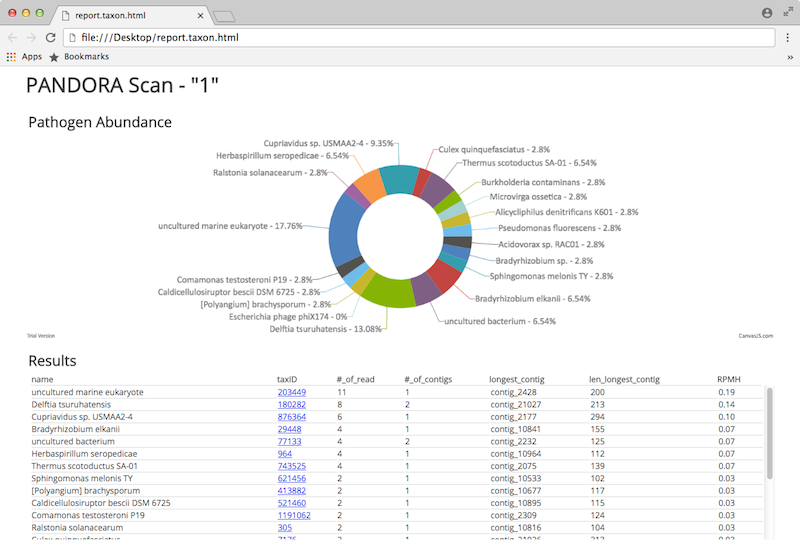 report.taxon.html
file:///Desktop/report.taxon.html
Apps Bookmarks
PANDORA Scan - "1"
Pathogen Abundance
Cupriavidus sp. USMAA2-4 - 9.35%
Herbaspirillum seropedicae - 6.54%
Ralstonia solanacearum - 2.8%
uncultured marine eukaryote - 17.76%
Comamonas testosteroni P19 - 2.8%
Caldicellulosiruptor bescii DSM 6725 - 2.8%
[Polyangium] brachysporum - 2.8%
Escherichia phage phiX174 - 0%
Delftia tsuruhatensis - 13.08%
Culex quinquefasciatus - 2.8%
Thermus scotoductus SA-01 - 6.54%
Burkholderia contaminans - 2.8%
Microvirga ossetica - 2.8%
Alicycliphilus denitrificans K601 - 2.8%
Pseudomonas fluorescens - 2.8%
Acidovorax sp. RAC01 - 2.8%
Bradyrhizobium sp. - 2.8%
Sphingomonas melonis TY - 2.8%
Bradyrhizobium elkanii - 6.54%
uncultured bacterium - 6.54%
Trial Version
CanvasJS.com
Results
name taxID #_of_read #_of_contigs longest_contig len_longest_contig RPMH
uncultured marine eukaryote 203449 11 1 contig_2428 200 0.19
Delftia tsuruhatensis 180282 8 2 contig_21027 213 0.14
Cupriavidus sp. USMAA2-4 876364 6 1 contig_2177 294 0.10
Bradyrhizobium elkanii 29448 4 1 contig_10841 155 0.07
uncultured bacterium 77133 4 2 contig_2232 125 0.07
Herbaspirillum seropedicae 964 4 1 contig_10964 112 0.07
Thermus scotoductus SA-01 743525 4 1 contig_2075 139 0.07
Sphingomonas melonis TY 621456 2 1 contig_10533 102 0.03
[Polyangium] brachysporum 413882 2 1 contig_10677 117 0.03
Caldicellulosiruptor bescii DSM 6725 521460 2 1 contig_10895 115 0.03
Comamonas testosteroni P19 1191062 2 1 contig_2309 124 0.03
Ralstonia solanacearum 305 2 1 contig_10816 104 0.03
Culex quinquefasciatus 7176 2 1